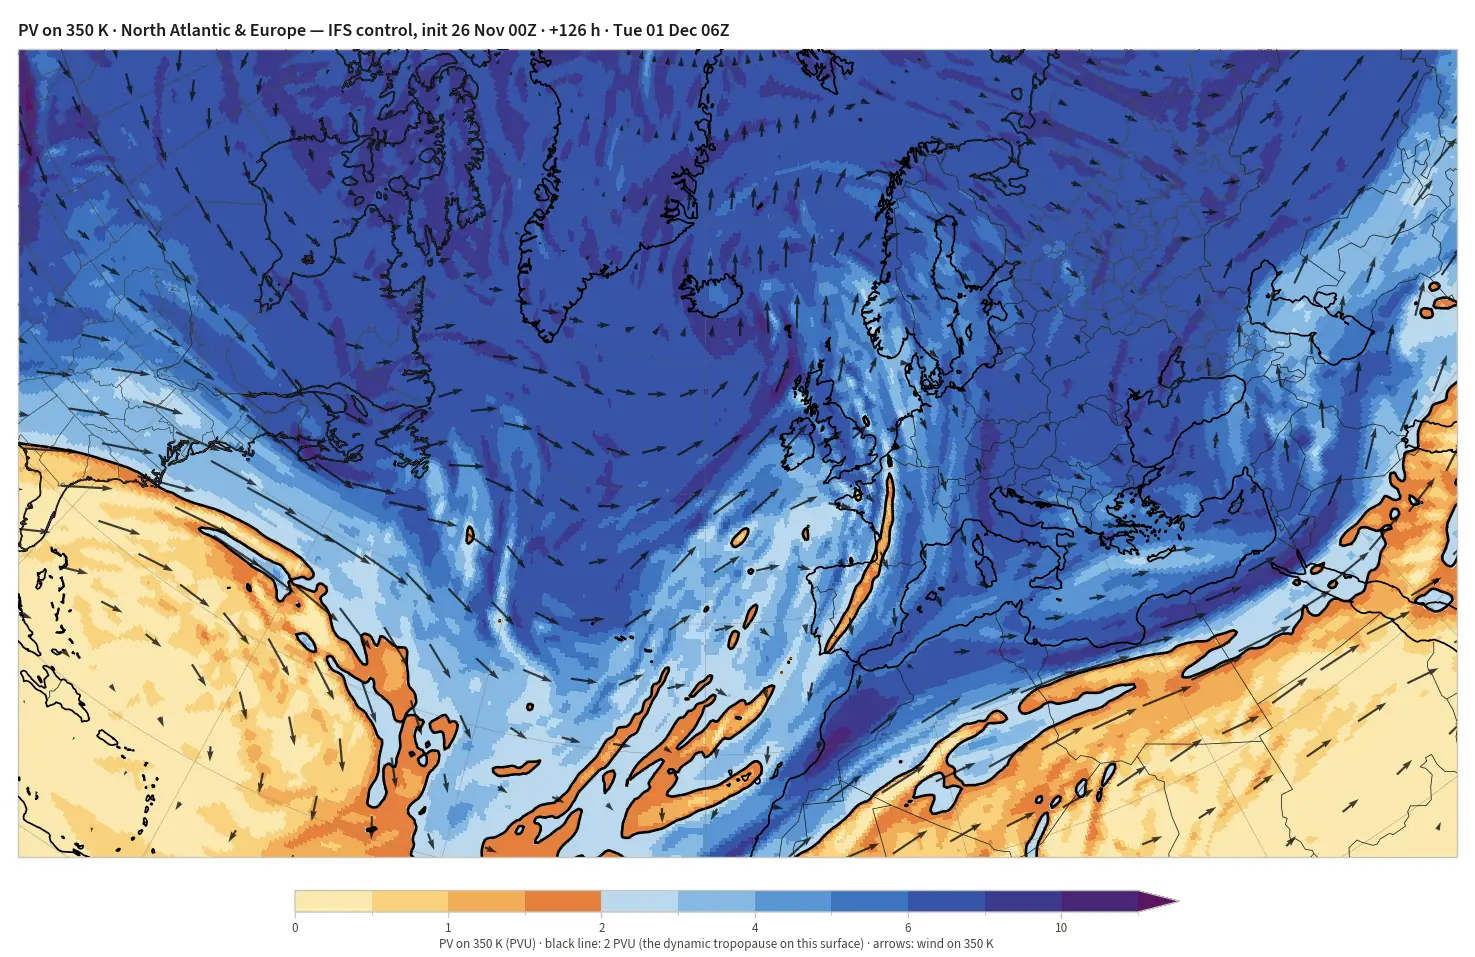 PV on 350 K · North Atlantic & Europe — IFS control, init 26 Nov 00Z · +126 h · Tue 01 Dec 06Z
0 1 2 4 6 10
PV on 350 K (PVU) · black line: 2 PVU (the dynamic tropopause on this surface) · arrows: wind on 350 K